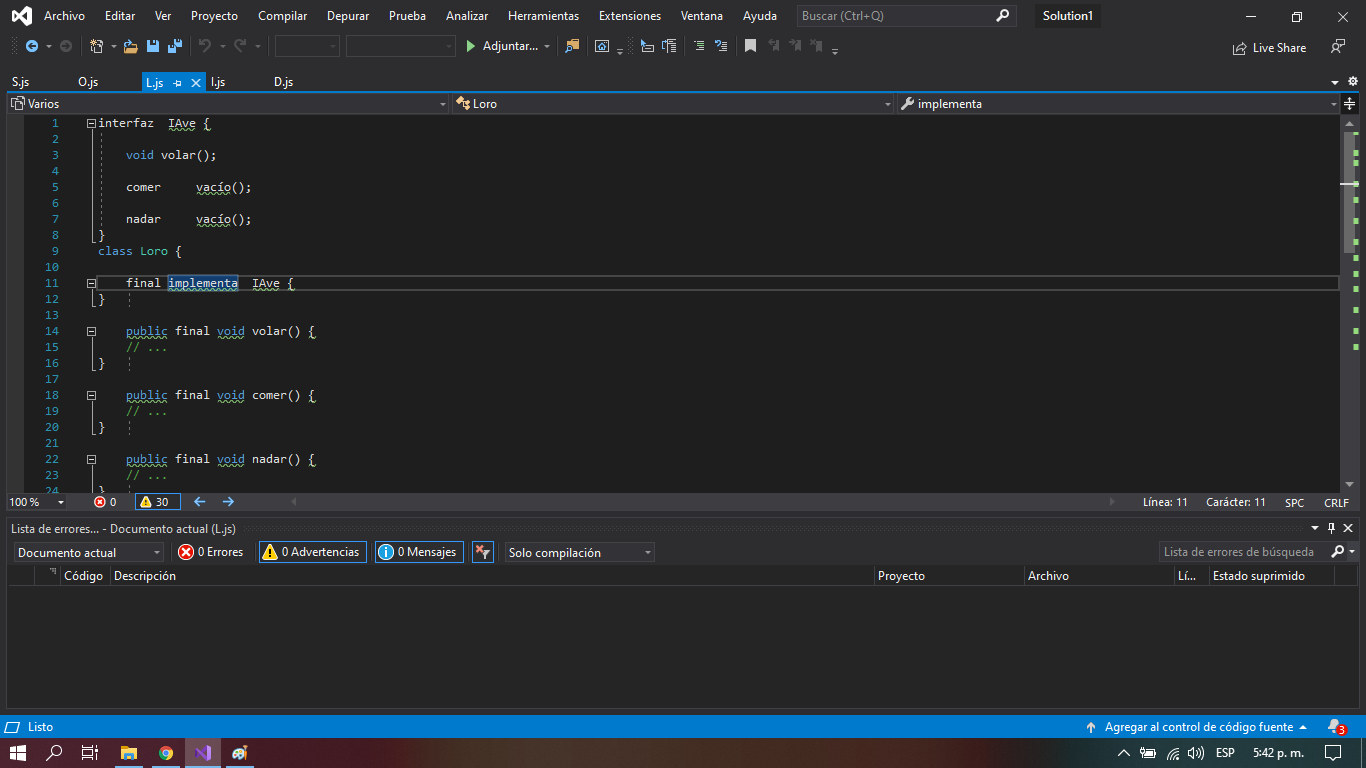 Archivo Editar Ver Proyecto Compilar Depurar Prueba Analizar Herramientas Extensiones Ventana Ayuda Buscar (Ctrl+Q) Solution1
Adjuntar... Live Share
S.js O.js L.js I.js D.js
Varios Loro implementa
1 interfaz IAve {
2
3 void volar();
4
5 comer vacío();
6
7 nadar vacío();
8 }
9 class Loro {
10
11 final implementa IAve {
12 }
13
14 public final void volar() {
15 // ...
16 }
17
18 public final void comer() {
19 // ...
20 }
21
22 public final void nadar() {
23 // ...
24 }
100 % 0 30 Línea: 11 Carácter: 11 SPC CRLF
Lista de errores... - Documento actual (L.js)
Documento actual 0 Errores 0 Advertencias 0 Mensajes Solo compilación Lista de errores de búsqueda
Código Descripción Proyecto Archivo Lí... Estado suprimido
Listo Agregar al control de código fuente 3
ESP 5:42 p. m.